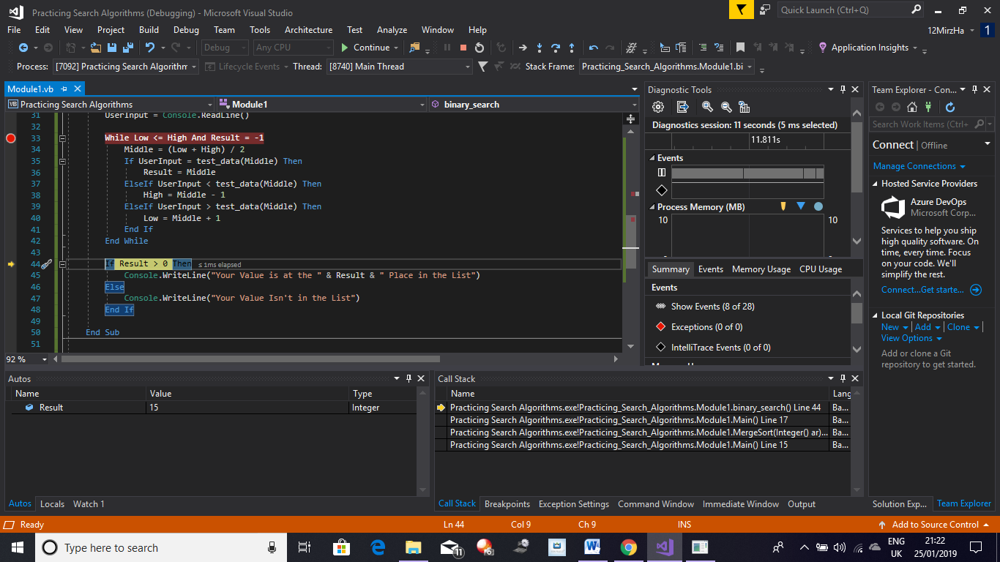 Practicing Search Algorithms (Debugging) - Microsoft Visual Studio
Quick Launch (Ctrl+Q)
File Edit View Project Build Debug Team Tools Architecture Test Analyze Window Help
12MirzHa
1
Debug Any CPU Continue Application Insights
Process: [7092] Practicing Search Algorithm Lifecycle Events Thread: [8740] Main Thread Stack Frame: Practicing_Search_Algorithms.Module1.bi
Module1.vb
VB Practicing Search Algorithms Module1 binary_search
31 UserInput = Console.ReadLine()
32
33 While Low <= High And Result = -1
34 Middle = (Low + High) / 2
35 If UserInput = test_data(Middle) Then
36 Result = Middle
37 ElseIf UserInput < test_data(Middle) Then
38 High = Middle - 1
39 ElseIf UserInput > test_data(Middle) Then
40 Low = Middle + 1
41 End If
42 End While
43
44 If Result > 0 Then ≤ 1ms elapsed
45 Console.WriteLine("Your Value is at the " & Result & " Place in the List")
46 Else
47 Console.WriteLine("Your Value Isn't in the List")
48 End If
49
50 End Sub
51
92 %
Diagnostic Tools
Diagnostics session: 11 seconds (5 ms selected)
11.811s
Events
Process Memory (MB)
10 10
Summary Events Memory Usage CPU Usage
Events
Show Events (8 of 28)
Exceptions (0 of 0)
IntelliTrace Events (0 of 0)
Team Explorer - Con...
Search Work Items (Ctrl+
Connect | Offline
Manage Connections
Hosted Service Providers
Azure DevOps
Microsoft Corp...
Services to help you ship
high quality software. On
time, every time. Focus
on your code. We'll
simplify the rest.
Connect...Get starte...
Local Git Repositories
New | Add | Clone |
View Options
Add or clone a Git
repository to get started.
Solution Exp... Team Explorer
Autos
Name Value Type
Result 15 Integer
Autos Locals Watch 1
Call Stack
Name Lang
Practicing Search Algorithms.exe!Practicing_Search_Algorithms.Module1.binary_search() Line 44 Ba...
Practicing Search Algorithms.exe!Practicing_Search_Algorithms.Module1.Main() Line 17 Ba...
Practicing Search Algorithms.exe!Practicing_Search_Algorithms.Module1.MergeSort(Integer() ar)... Ba...
Practicing Search Algorithms.exe!Practicing_Search_Algorithms.Module1.Main() Line 15 Ba...
Call Stack Breakpoints Exception Settings Command Window Immediate Window Output
Ready Ln 44 Col 9 Ch 9 INS Add to Source Control
Type here to search
11
ENG
UK
21:22
25/01/2019